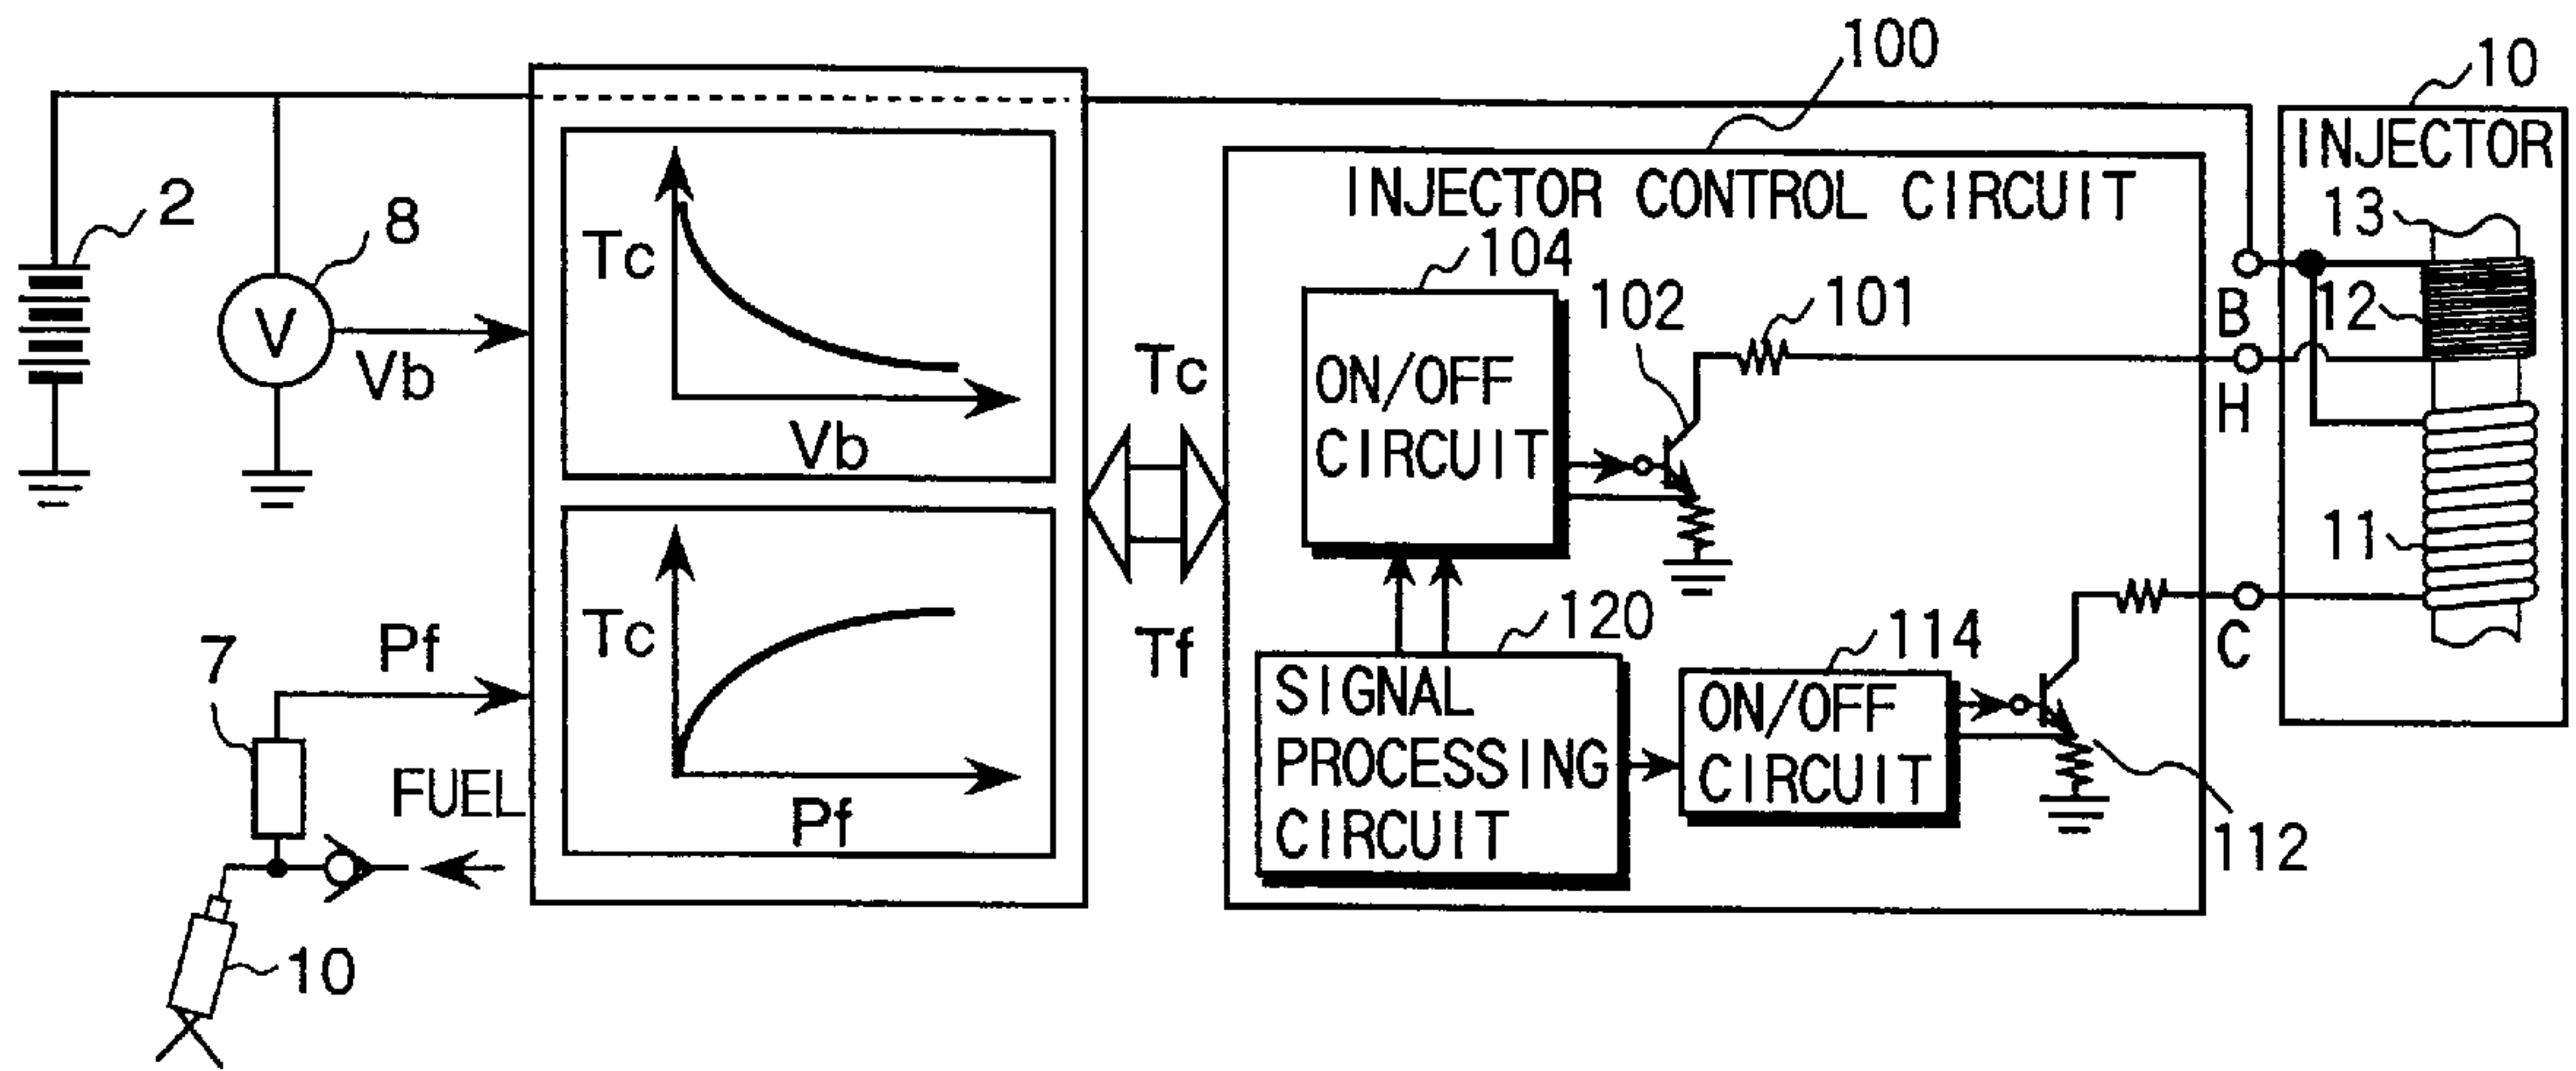 100
10
INJECTOR
13
12
11
B
H
C
INJECTOR CONTROL CIRCUIT
104
102
101
ON/OFF
CIRCUIT
120
SIGNAL
PROCESSING
CIRCUIT
114
ON/OFF
CIRCUIT
112
2
8
V
Vb
Tc
Vb
Tc
Pf
Tc
Tf
7
Pf
FUEL
10